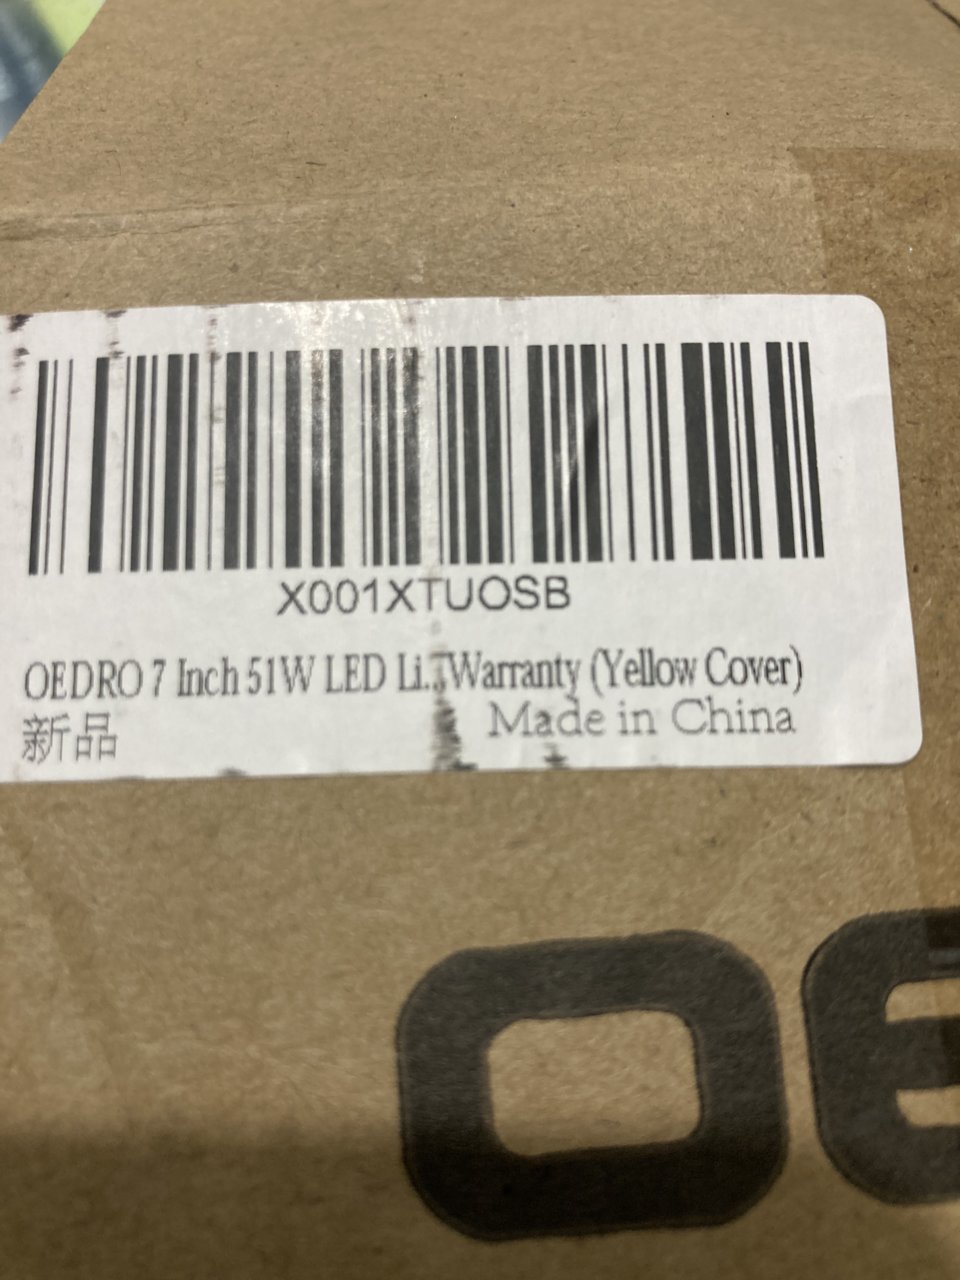 X001XTUOSB
OEDRO 7 Inch 51W LED Li... Warranty (Yellow Cover)
新品
Made in China
OE